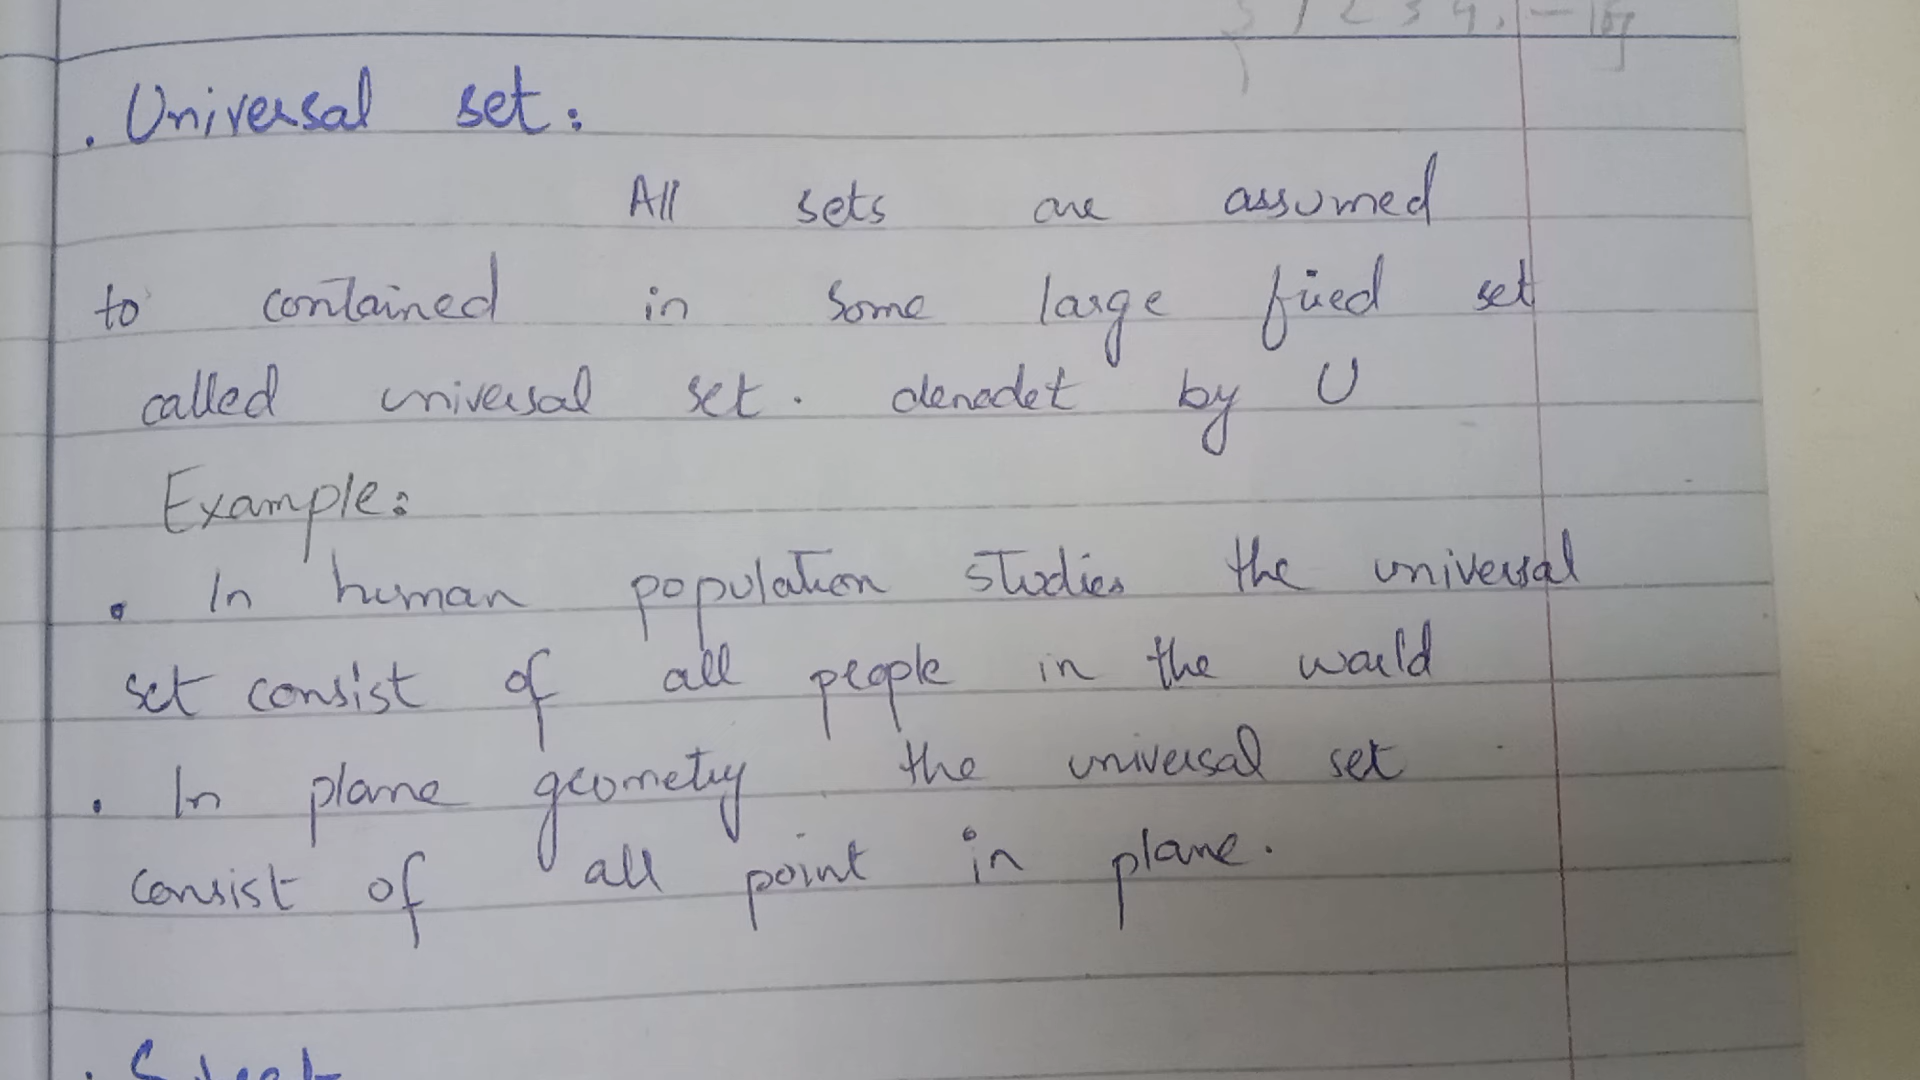 . Universal set:
All sets are assumed
to contained in some large fixed set
called universal set. denodet by U
Example:
• In human population studies the universal
set consist of all people in the world
• In plane geometry the universal set
consist of all point in plane.